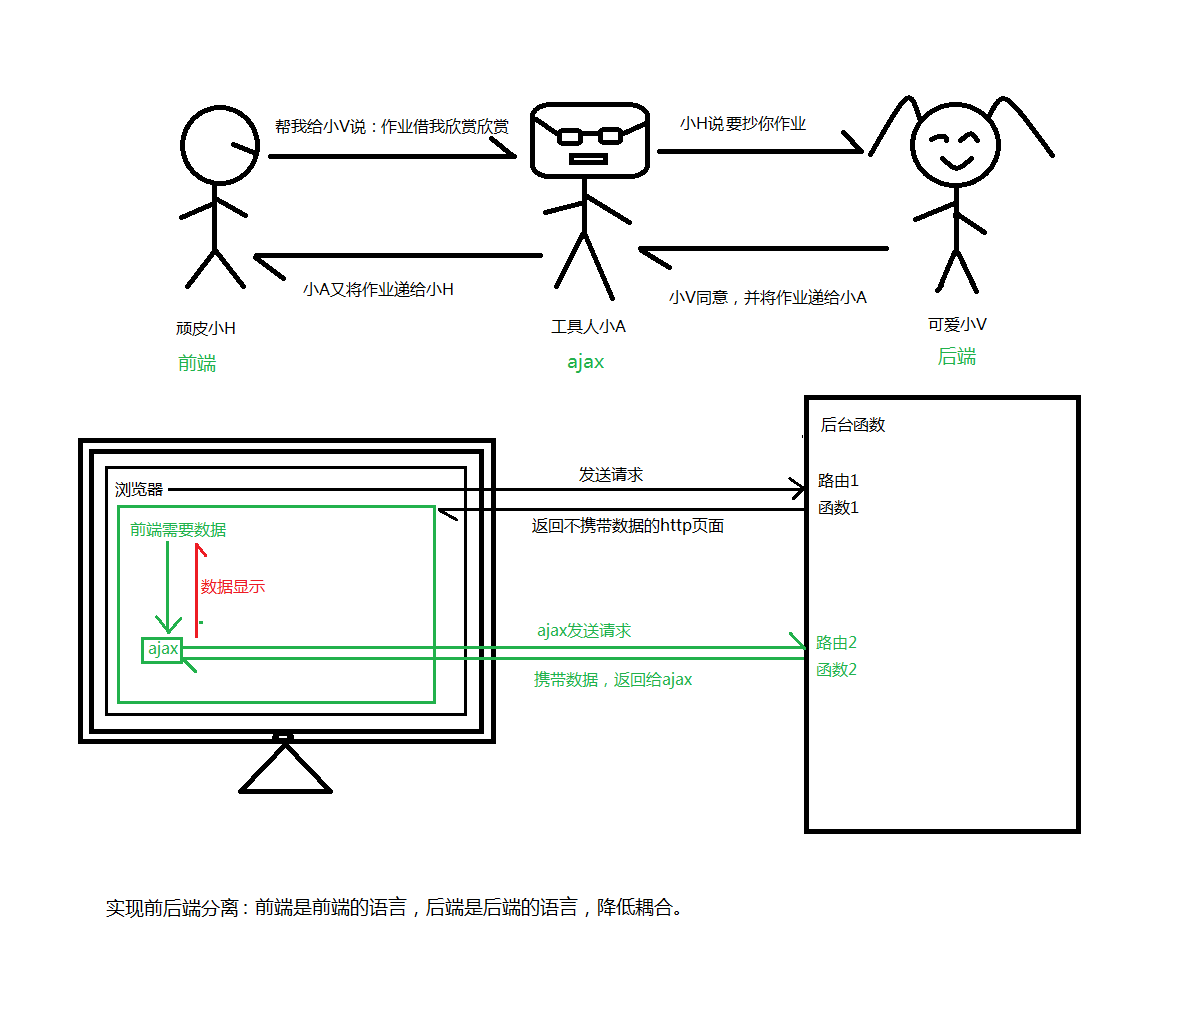 帮我给小V说：作业借我欣赏欣赏
小H说要抄你作业
小A又将作业递给小H
小V同意，并将作业递给小A
顽皮小H
工具人小A
可爱小V
前端
ajax
后端
后台函数
浏览器
发送请求
路由1
函数1
返回不携带数据的http页面
前端需要数据
数据显示
ajax
ajax发送请求
路由2
函数2
携带数据，返回给ajax
实现前后端分离：前端是前端的语言，后端是后端的语言，降低耦合。